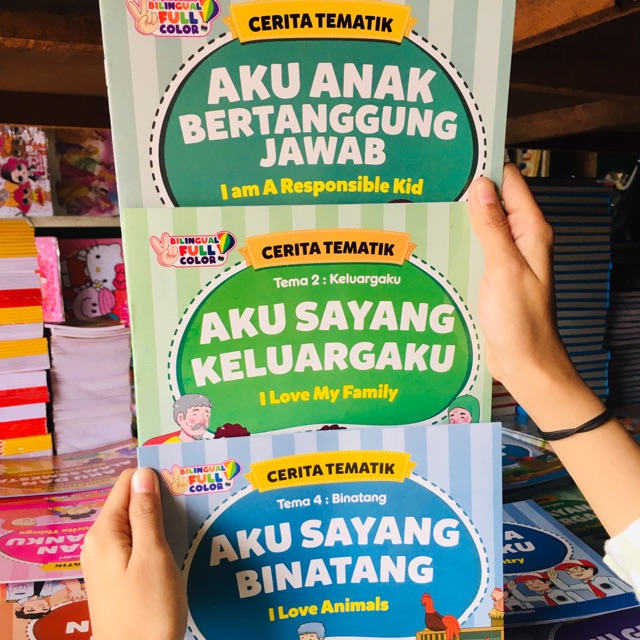 BILINGUAL
FULL
COLOR
CERITA TEMATIK
AKU ANAK
BERTANGGUNG
JAWAB
I am A Responsible Kid
BILINGUAL
FULL
COLOR
CERITA TEMATIK
Tema 2 : Keluargaku
AKU SAYANG
KELUARGAKU
I Love My Family
BILINGUAL
FULL
COLOR
CERITA TEMATIK
Tema 4 : Binatang
AKU SAYANG
BINATANG
I Love Animals